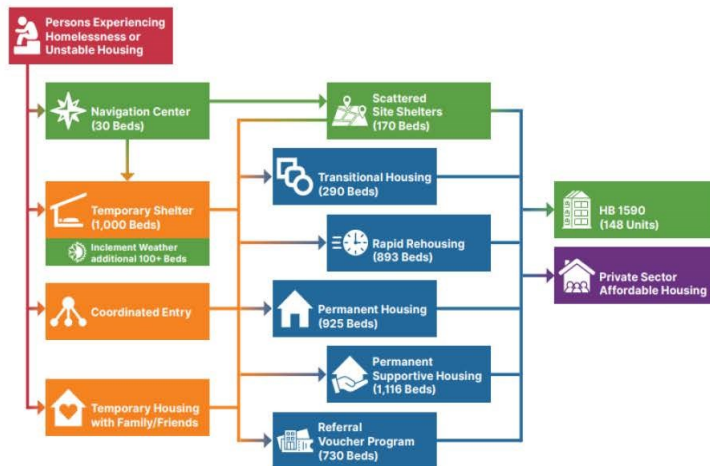 Persons Experiencing
Homelessness or
Unstable Housing
Navigation Center
(30 Beds)
Scattered
Site Shelters
(170 Beds)
Transitional Housing
(290 Beds)
Temporary Shelter
(1,000 Beds)
HB 1590
(148 Units)
Inclement Weather
additional 100+ Beds
Rapid Rehousing
(893 Beds)
Private Sector
Affordable Housing
Coordinated Entry
Permanent Housing
(925 Beds)
Permanent
Supportive Housing
(1,116 Beds)
Temporary Housing
with Family/Friends
Referral
Voucher Program
(730 Beds)